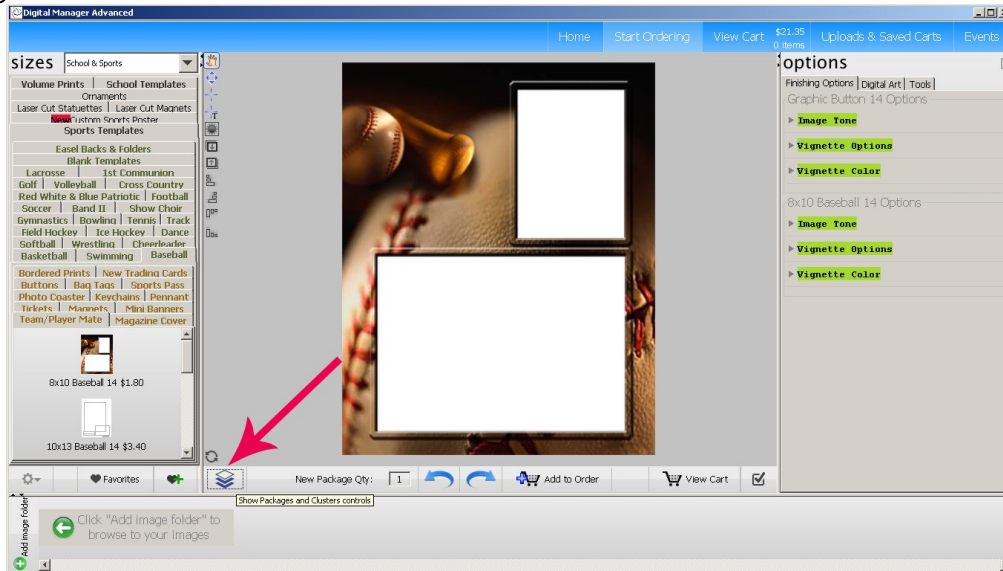 Digital Manager Advanced
Home Start Ordering View Cart $21.35 0 items Uploads & Saved Carts Events
sizes School & Sports
Volume Prints School Templates
Ornaments
Laser Cut Statuettes Laser Cut Magnets
New Custom Sports Poster
Sports Templates
Easel Backs & Folders
Blank Templates
Lacrosse 1st Communion
Golf Volleyball Cross Country
Red White & Blue Patriotic Football
Soccer Band II Show Choir
Gymnastics Bowling Tennis Track
Field Hockey Ice Hockey Dance
Softball Wrestling Cheerleader
Basketball Swimming Baseball
Bordered Prints New Trading Cards
Buttons Bag Tags Sports Pass
Photo Coaster Keychains Pennant
Tickets Magnets Mini Banners
Team/Player Mate Magazine Cover
8x10 Baseball 14 $1.80
10x13 Baseball 14 $3.40
Favorites
T
options
Finishing Options Digital Art Tools
Graphic Button 14 Options
Image Tone
Vignette Options
Vignette Color
8x10 Baseball 14 Options
Image Tone
Vignette Options
Vignette Color
New Package Qty: 1 Add to Order View Cart
Show Packages and Clusters controls
Add image folder
Click "Add image folder" to
browse to your images